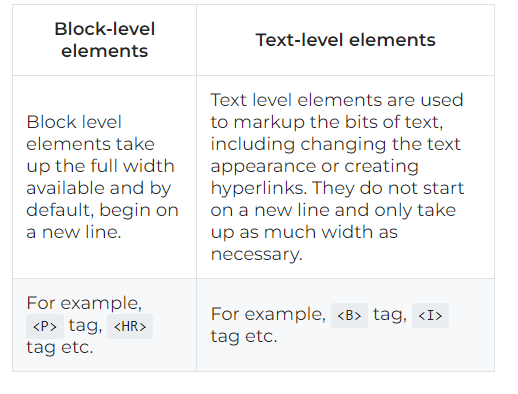 Block-level
elements
Text-level elements
Block level
elements take
up the full width
available and by
default, begin on
a new line.
Text level elements are used
to markup the bits of text,
including changing the text
appearance or creating
hyperlinks. They do not start
on a new line and only take
up as much width as
necessary.
For example,
<P> tag, <HR>
tag etc.
For example, <B> tag, <I>
tag etc.